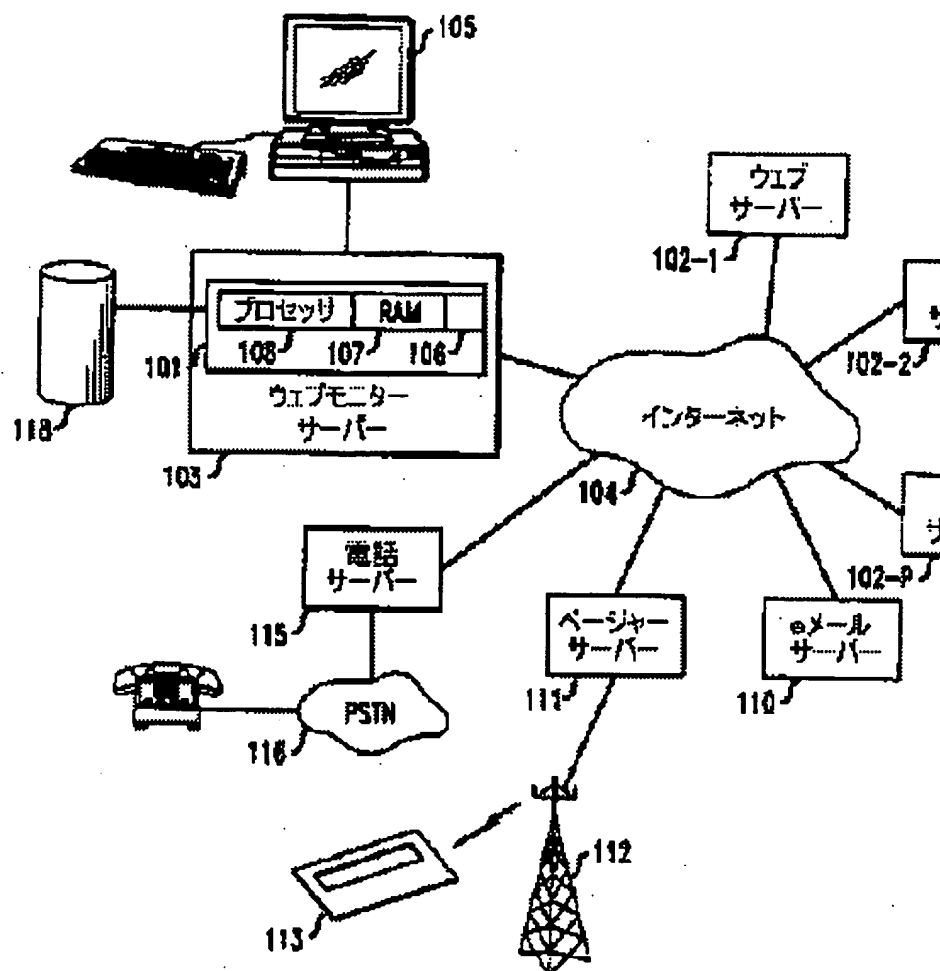 105
ウェブ
サーバー
102-1
サ
102-2
プロセッサ RAM
108 107 106
101
ウェブモニター
サーバー
103
118
インターネット
104
サ
102-P
電話
サーバー
115
ページャー
サーバー
111
eメール
サーバー
110
PSTN
116
112
113